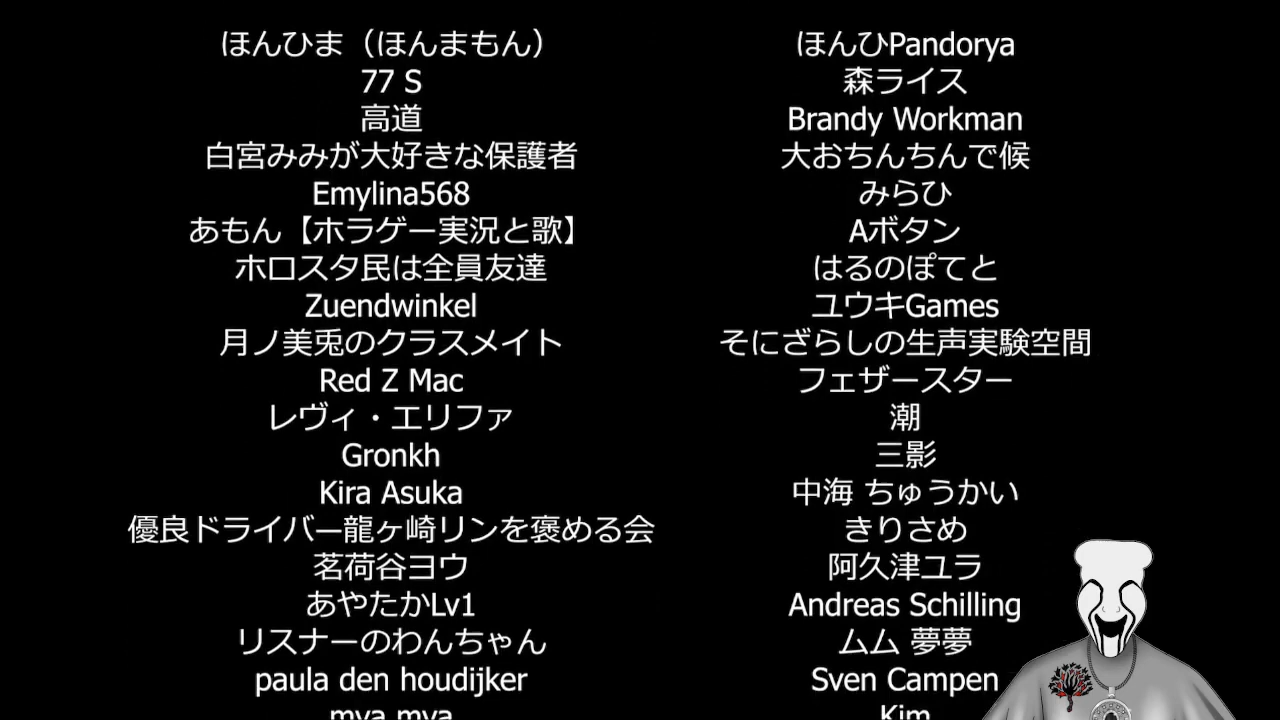 ほんひま（ほんまもん）
77 S
高道
白宮みみが大好きな保護者
Emylina568
あもん【ホラゲー実況と歌】
ホロスタ民は全員友達
Zuendwinkel
月ノ美兎のクラスメイト
Red Z Mac
レヴィ・エリファ
Gronkh
Kira Asuka
優良ドライバー龍ヶ崎リンを褒める会
茗荷谷ヨウ
あやたかLv1
リスナーのわんちゃん
paula den houdijker
mya mya
ほんひPandorya
森ライス
Brandy Workman
大おちんちんで候
みらひ
Aボタン
はるのぽてと
ユウキGames
そにざらしの生声実験空間
フェザースター
潮
三影
中海 ちゅうかい
きりさめ
阿久津ユラ
Andreas Schilling
ムム 夢夢
Sven Campen
Kim